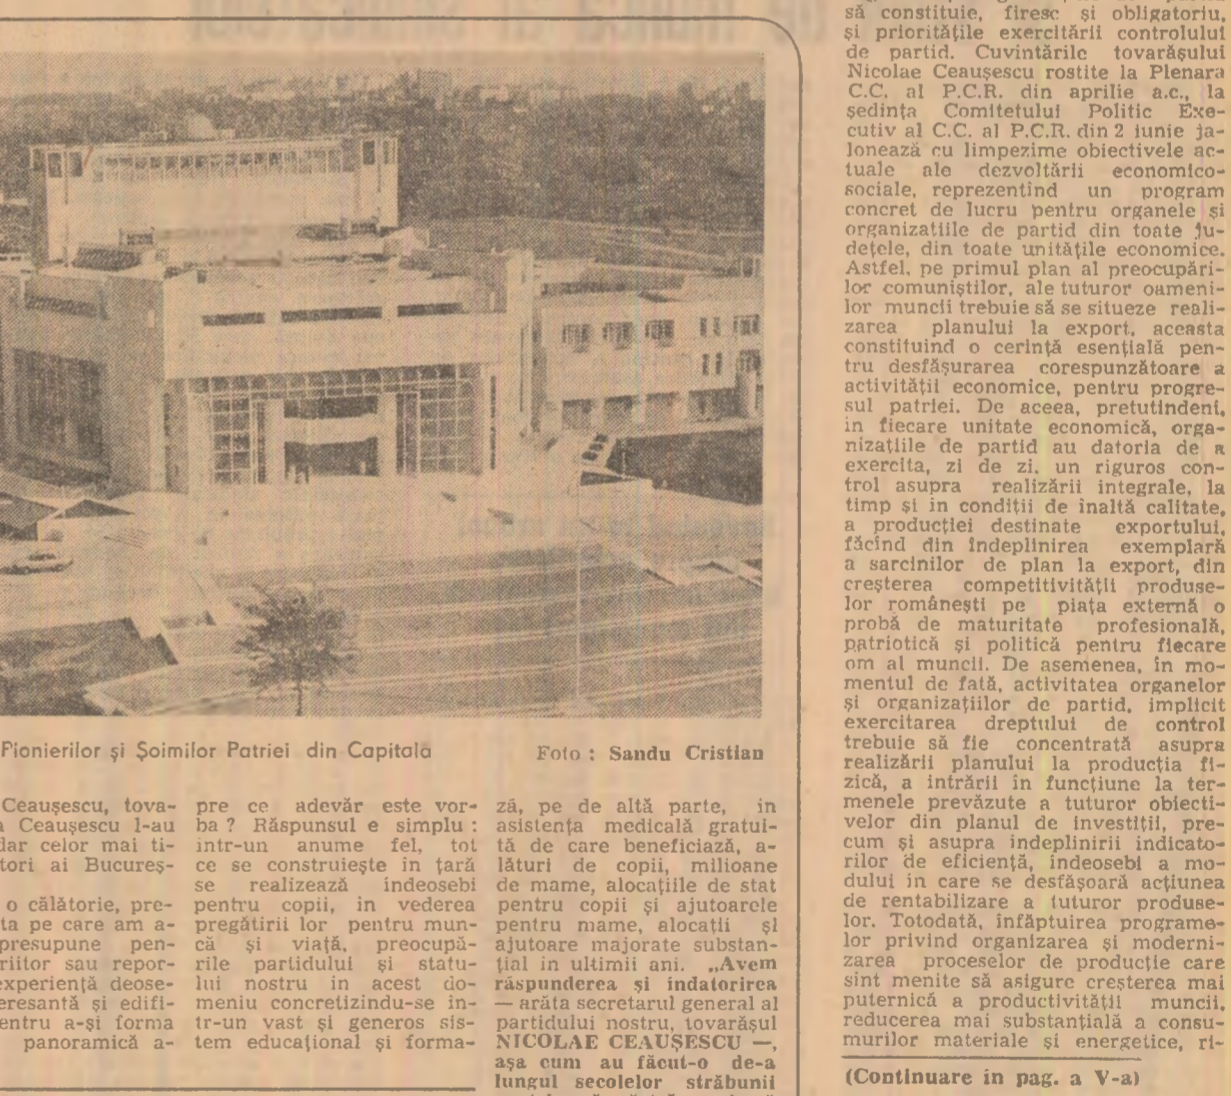 Pionierilor și Șoimilor Patriei din Capitală
Foto : Sandu Cristian
Ceaușescu, tova-
Ceaușescu l-au
dar celor mai ti-
tori ai Bucureș-
o călătorie, pre-
ta pe care am a-
presupune pen-
riitor sau repor-
experiență deose-
eresantă și edifi-
entru a-și forma
panoramică a-
pre ce adevăr este vor-
ba ? Răspunsul e simplu :
într-un anume fel, tot
ce se construiește în țară
se realizează îndeosebi
pentru copii, în vederea
pregătirii lor pentru mun-
că și viață, preocupă-
rile partidului și statu-
lui nostru în acest do-
meniu concretizîndu-se în-
tr-un vast și generos sis-
tem educațional și forma-
ză, pe de altă parte, în
asistența medicală gratui-
tă de care beneficiază, a-
lături de copii, milioane
de mame, alocațiile de stat
pentru copii și ajutoarele
pentru mame, alocații și
ajutoare majorate substan-
țial în ultimii ani. „Avem
răspunderea și îndatorirea
— arăta secretarul general al
partidului nostru, tovarășul
NICOLAE CEAUȘESCU —,
așa cum au făcut-o de-a
lungul secolelor străbunii
să constituie, firesc și obligatoriu,
și prioritățile exercitării controlului
de partid. Cuvîntările tovarășului
Nicolae Ceaușescu rostite la Plenara
C.C. al P.C.R. din aprilie a.c., la
ședința Comitetului Politic Exe-
cutiv al C.C. al P.C.R. din 2 iunie ja-
lonează cu limpezime obiectivele ac-
tuale ale dezvoltării economico-
sociale, reprezentînd un program
concret de lucru pentru organele și
organizațiile de partid din toate ju-
dețele, din toate unitățile economice.
Astfel, pe primul plan al preocupări-
lor comuniștilor, ale tuturor oameni-
lor muncii trebuie să se situeze reali-
zarea planului la export, aceasta
constituind o cerință esențială pen-
tru desfășurarea corespunzătoare a
activității economice, pentru progre-
sul patriei. De aceea, pretutindeni,
în fiecare unitate economică, orga-
nizațiile de partid au datoria de a
exercita, zi de zi, un riguros con-
trol asupra realizării integrale, la
timp și în condiții de înaltă calitate,
a producției destinate exportului,
făcînd din îndeplinirea exemplară
a sarcinilor de plan la export, din
creșterea competitivității produse-
lor românești pe piața externă o
probă de maturitate profesională,
patriotică și politică pentru fiecare
om al muncii. De asemenea, în mo-
mentul de față, activitatea organelor
și organizațiilor de partid, implicit
exercitarea dreptului de control
trebuie să fie concentrată asupra
realizării planului la producția fi-
zică, a intrării în funcțiune la ter-
menele prevăzute a tuturor obiecti-
velor din planul de investiții, pre-
cum și asupra îndeplinirii indicato-
rilor de eficiență, îndeosebi a mo-
dului în care se desfășoară acțiunea
de rentabilizare a tuturor produse-
lor. Totodată, înfăptuirea programe-
lor privind organizarea și moderni-
zarea proceselor de producție care
sînt menite să asigure creșterea mai
puternică a productivității muncii,
reducerea mai substanțială a consu-
murilor materiale și energetice, ri-
(Continuare în pag. a V-a)